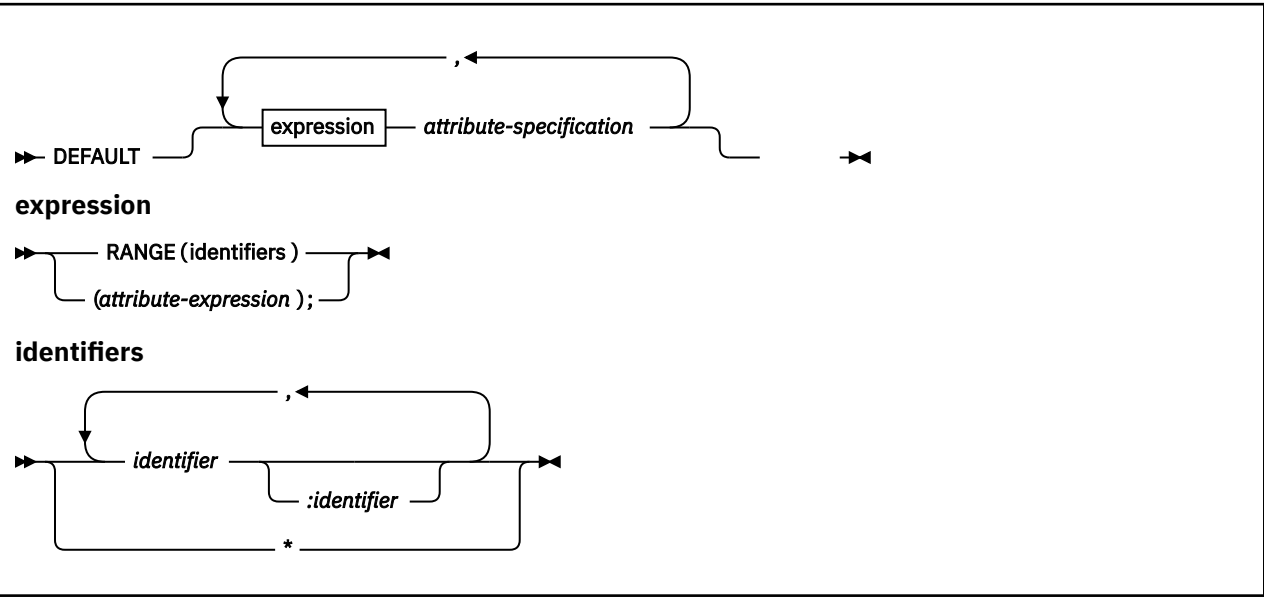 ,
expression attribute-specification
DEFAULT
expression
RANGE (identifiers )
(attribute-expression );
identifiers
,
identifier
:identifier
*